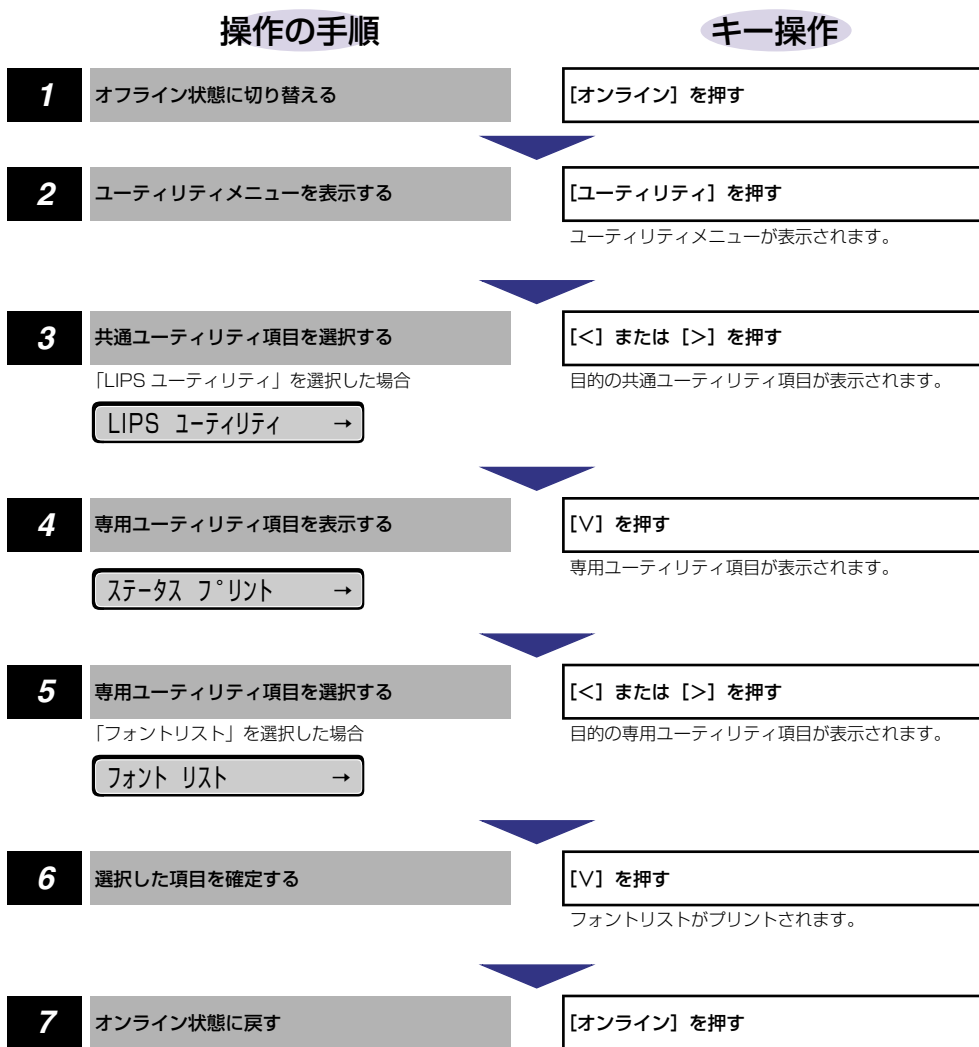 操作の手順
キー操作
1
オフライン状態に切り替える
[オンライン] を押す
2
ユーティリティメニューを表示する
[ユーティリティ] を押す
ユーティリティメニューが表示されます。
3
共通ユーティリティ項目を選択する
[<] または [>] を押す
「LIPS ユーティリティ」を選択した場合
目的の共通ユーティリティ項目が表示されます。
LIPS ユーティリティ →
4
専用ユーティリティ項目を表示する
[∨] を押す
専用ユーティリティ項目が表示されます。
ステータス プリント →
5
専用ユーティリティ項目を選択する
[<] または [>] を押す
「フォントリスト」を選択した場合
目的の専用ユーティリティ項目が表示されます。
フォント リスト →
6
選択した項目を確定する
[∨] を押す
フォントリストがプリントされます。
7
オンライン状態に戻す
[オンライン] を押す